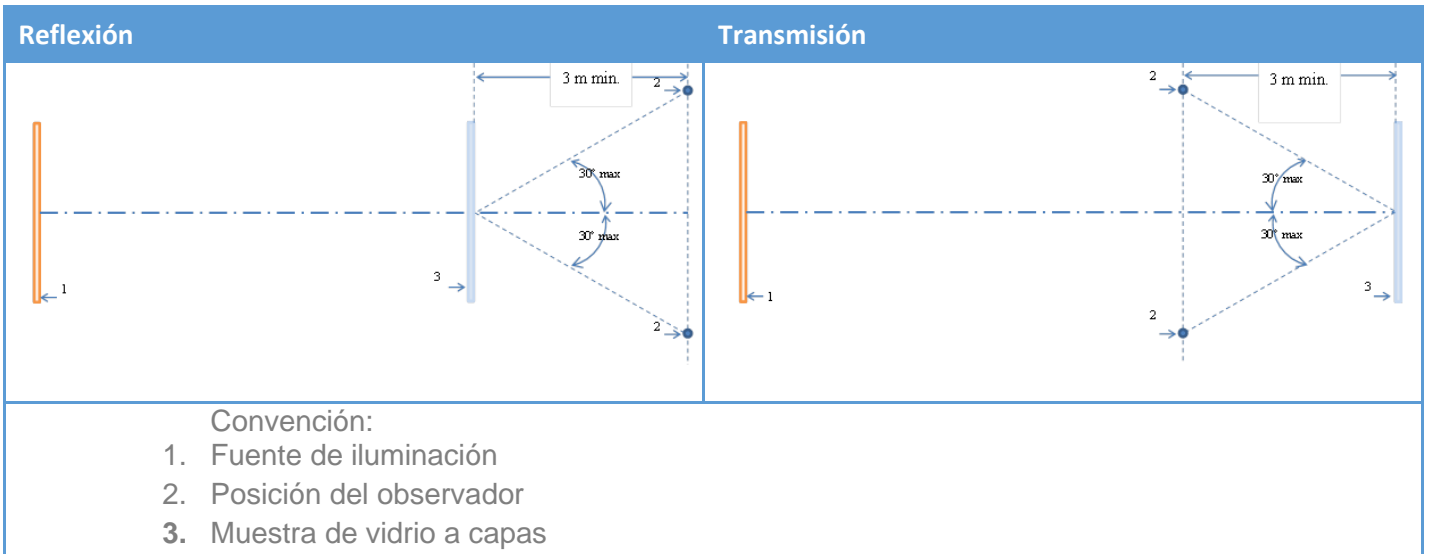 Reflexión
Transmisión
3 m min.
2
30° max
30° max
3
1
2
2
3 m min.
30° max
30° max
2
1
3
Convención:
1. Fuente de iluminación
2. Posición del observador
3. Muestra de vidrio a capas